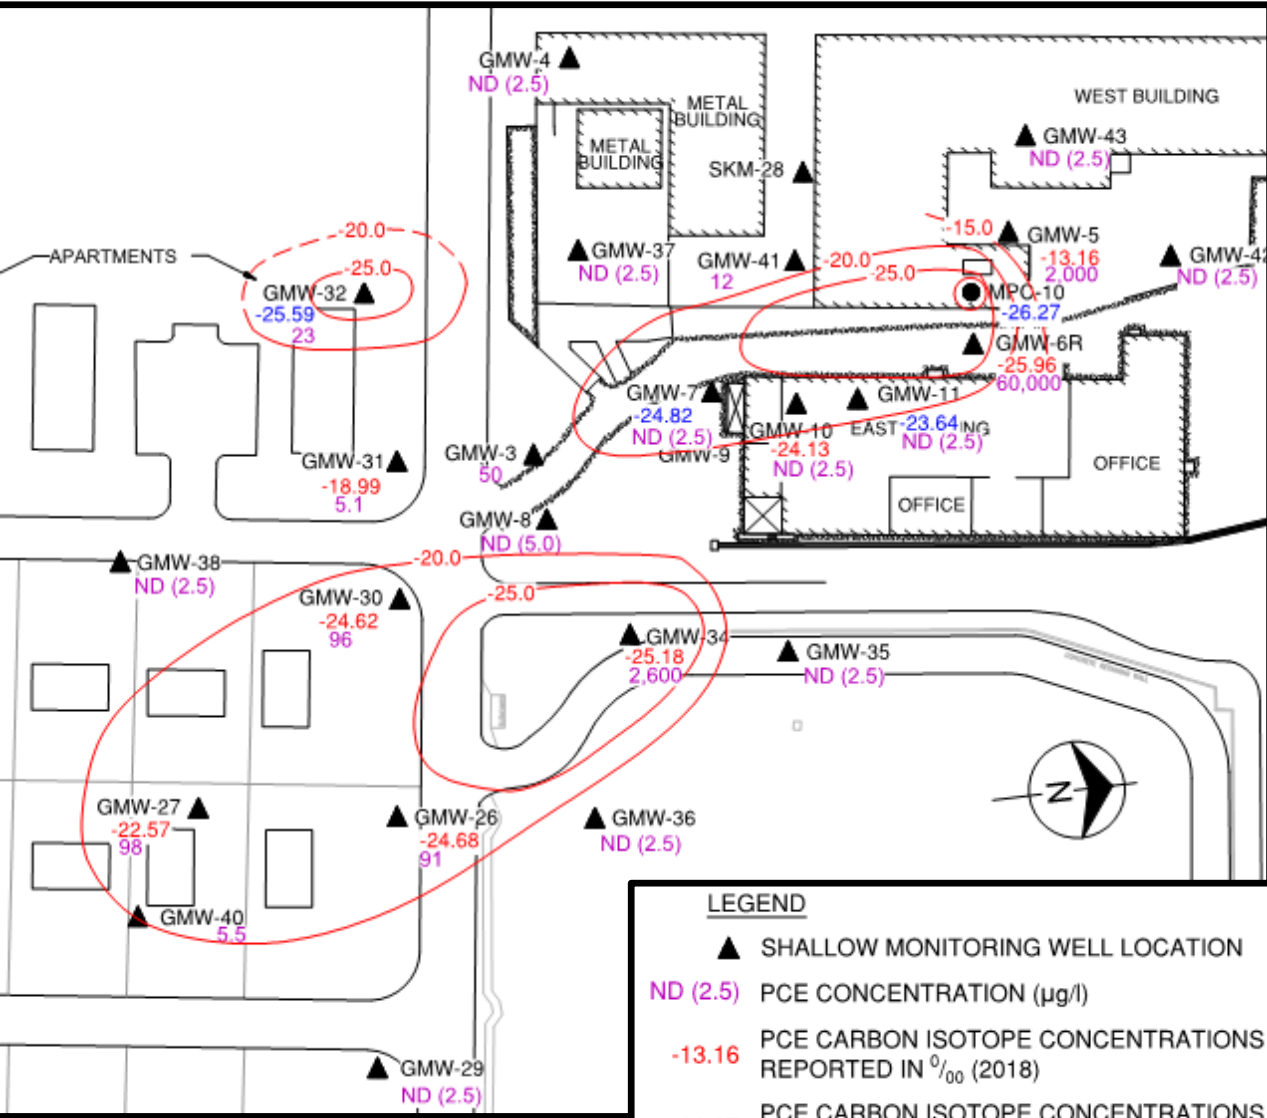 GMW-4
ND (2.5)
METAL
BUILDING
METAL
BUILDING
WEST BUILDING
GMW-43
ND (2.5)
SKM-28
-20.0
APARTMENTS
-25.0
GMW-32
-25.59
23
GMW-37
ND (2.5)
GMW-41
12
-20.0
-25.0
-15.0
GMW-5
-13.16
2,000
GMW-42
ND (2.5)
MPC-10
-26.27
GMW-6R
-25.96
60,000
GMW-7
-24.82
ND (2.5)
GMW-9
GMW-10
-24.13
ND (2.5)
GMW-11
EAST
-23.64
ING
ND (2.5)
OFFICE
OFFICE
GMW-31
-18.99
5.1
GMW-3
50
GMW-8
ND (5.0)
GMW-38
ND (2.5)
-20.0
-25.0
GMW-30
-24.62
96
GMW-34
-25.18
2,600
GMW-35
ND (2.5)
GMW-27
-22.57
98
GMW-26
-24.68
91
GMW-36
ND (2.5)
N
GMW-40
5.5
GMW-29
ND (2.5)
LEGEND
SHALLOW MONITORING WELL LOCATION
ND (2.5) PCE CONCENTRATION (µg/l)
-13.16 PCE CARBON ISOTOPE CONCENTRATIONS
REPORTED IN 0/00 (2018)
PCE CARBON ISOTOPE CONCENTRATIONS